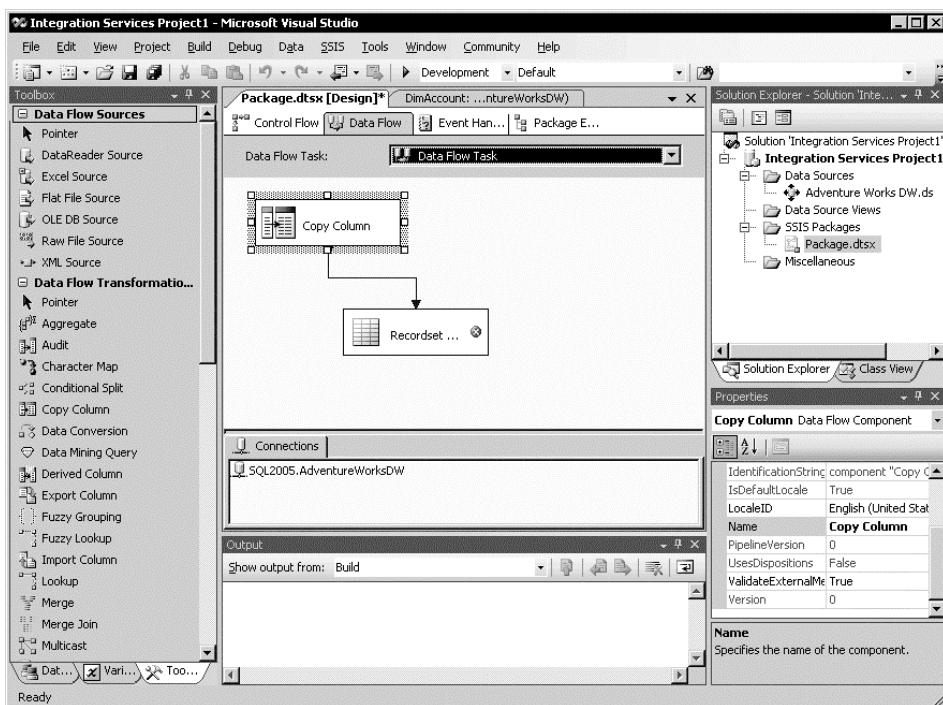 Integration Services Project1 - Microsoft Visual Studio
File Edit View Project Build Debug Data SSIS Tools Window Community Help
Development Default
Toolbox
Data Flow Sources
Pointer
DataReader Source
Excel Source
Flat File Source
OLE DB Source
Raw File Source
XML Source
Data Flow Transformatio...
Pointer
Aggregate
Audit
Character Map
Conditional Split
Copy Column
Data Conversion
Data Mining Query
Derived Column
Export Column
Fuzzy Grouping
Fuzzy Lookup
Import Column
Lookup
Merge
Merge Join
Multicast
Dat... Vari... Too...
Package.dtsx [Design]* DimAccount: ...ntureWorksDW)
Control Flow Data Flow Event Han... Package E...
Data Flow Task: Data Flow Task
Copy Column
Recordset ...
Connections
SQL2005.AdventureWorksDW
Output
Show output from: Build
Solution Explorer - Solution 'Inte...
Solution 'Integration Services Project1'
Integration Services Project1
Data Sources
Adventure Works DW.ds
Data Source Views
SSIS Packages
Package.dtsx
Miscellaneous
Solution Explorer Class View
Properties
Copy Column Data Flow Component
IdentificationString component "Copy C
IsDefaultLocale True
LocaleID English (United Stat
Name Copy Column
PipelineVersion 0
UsesDispositions False
ValidateExternalMe True
Version 0
Name
Specifies the name of the component.
Ready